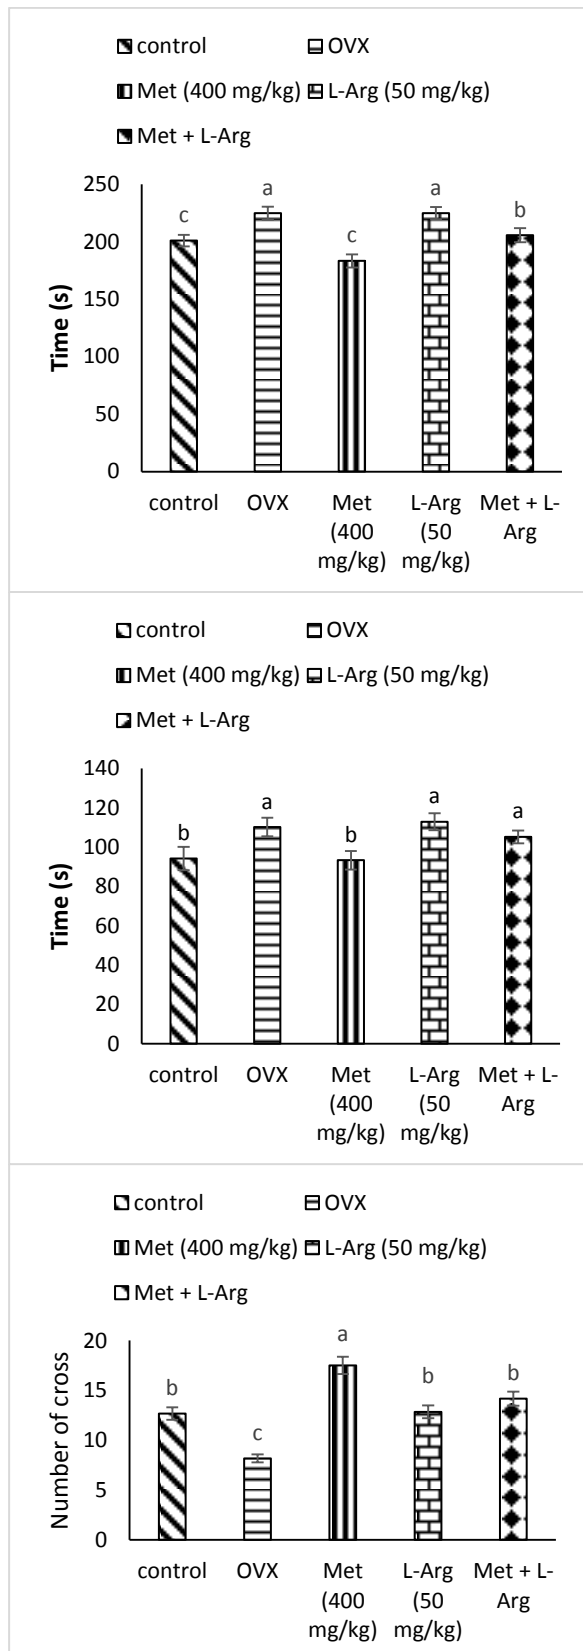 control OVX
Met (400 mg/kg) L-Arg (50 mg/kg)
Met + L-Arg
250
200
150
100
50
0
Time (s)
c a c a b
control OVX Met L-Arg Met + L-
(400 (50 Arg
mg/kg) mg/kg)
control OVX
Met (400 mg/kg) L-Arg (50 mg/kg)
Met + L-Arg
140
120
100
80
60
40
20
0
Time (s)
b a b a a
control OVX Met L-Arg Met + L-
(400 (50 Arg
mg/kg) mg/kg)
control OVX
Met (400 mg/kg) L-Arg (50 mg/kg)
Met + L-Arg
20
15
10
5
0
Number of cross
b c a b b
control OVX Met L-Arg Met + L-
(400 (50 Arg
mg/kg) mg/kg)